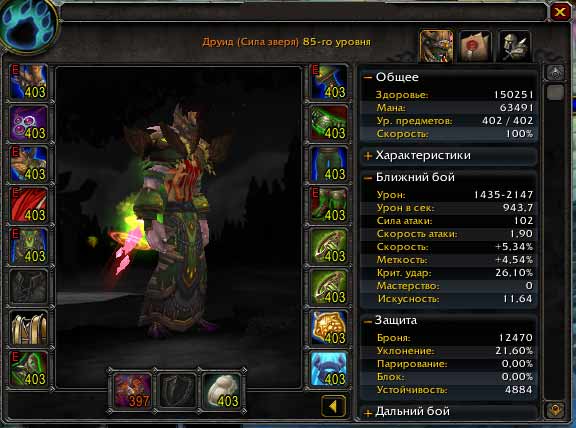 Друид (Сила зверя) 85-го уровня
E 403
403
E 403
E 403
E 403
E 403
E 403
E 403
403
E 403
403
403
403
403
397
403
− Общее
Здоровье: 150251
Мана: 63491
Ур. предметов: 402 / 402
Скорость: 100%
+ Характеристики
− Ближний бой
Урон: 1435-2147
Урон в сек: 943,7
Сила атаки: 102
Скорость атаки: 1,90
Скорость: +5,34%
Меткость: +4,54%
Крит. удар: 26,10%
Мастерство: 0
Искусность: 11,64
− Защита
Броня: 12470
Уклонение: 21,60%
Парирование: 0,00%
Блок: 0,00%
Устойчивость: 4884
+ Дальний бой